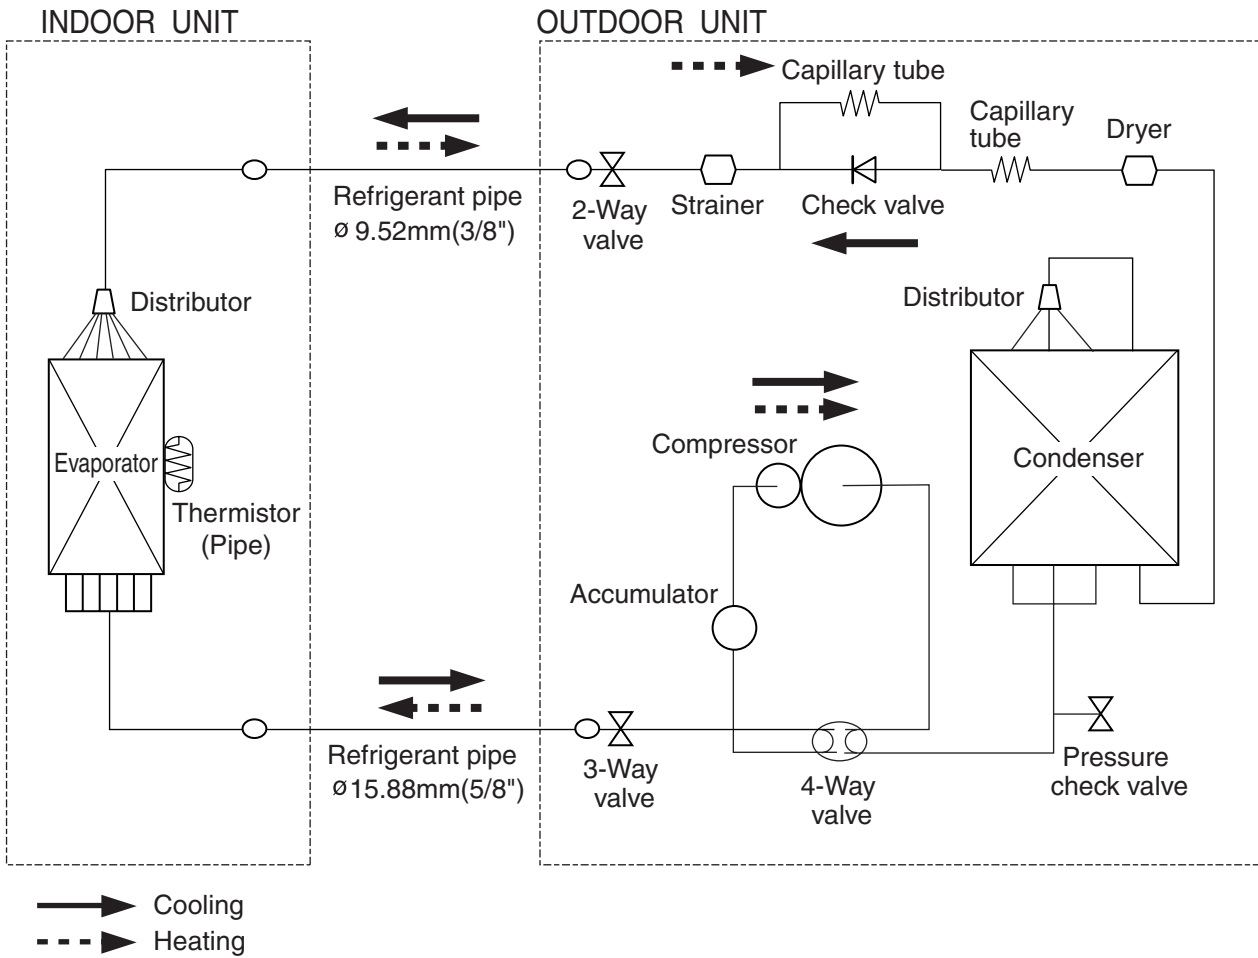 INDOOR UNIT
OUTDOOR UNIT
Capillary tube
Capillary
tube
Dryer
Refrigerant pipe
ø 9.52mm(3/8")
2-Way
valve
Strainer
Check valve
Distributor
Distributor
Evaporator
Thermistor
(Pipe)
Compressor
Condenser
Accumulator
Refrigerant pipe
ø15.88mm(5/8")
3-Way
valve
4-Way
valve
Pressure
check valve
Cooling
Heating